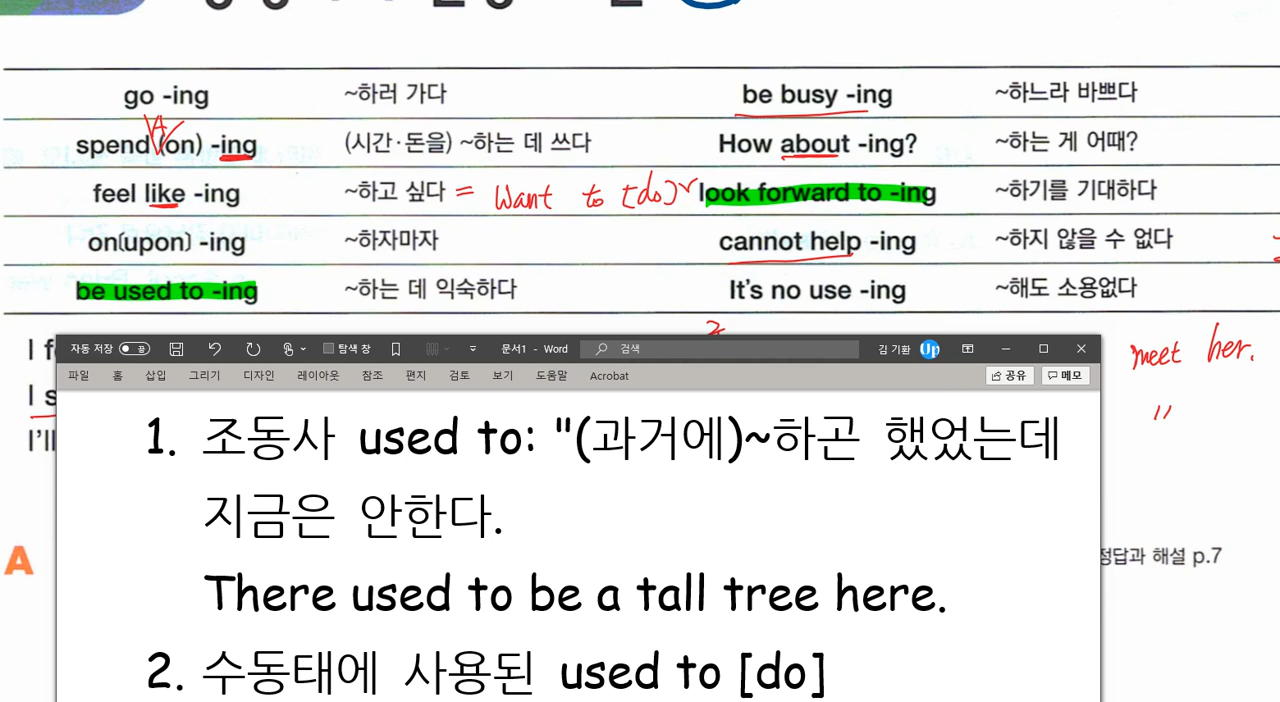 go -ing ~하러 가다 be busy -ing ~하느라 바쁘다
spend (on) -ing (시간·돈을) ~하는 데 쓰다 How about -ing? ~하는 게 어때?
feel like -ing ~하고 싶다 = want to [do] look forward to -ing ~하기를 기대하다
on(upon) -ing ~하자마자 cannot help -ing ~하지 않을 수 없다
be used to -ing ~하는 데 익숙하다 It's no use -ing ~해도 소용없다
I f
meet her.
자동 저장 끔 탐색 창 문서1 - Word 검색 김 기환 Up
파일 홈 삽입 그리기 디자인 레이아웃 참조 편지 검토 보기 도움말 Acrobat 공유 메모
I s
I'll
1. 조동사 used to: "(과거에)~하곤 했었는데
지금은 안한다.
A
정답과 해설 p.7
There used to be a tall tree here.
2. 수동태에 사용된 used to [do]